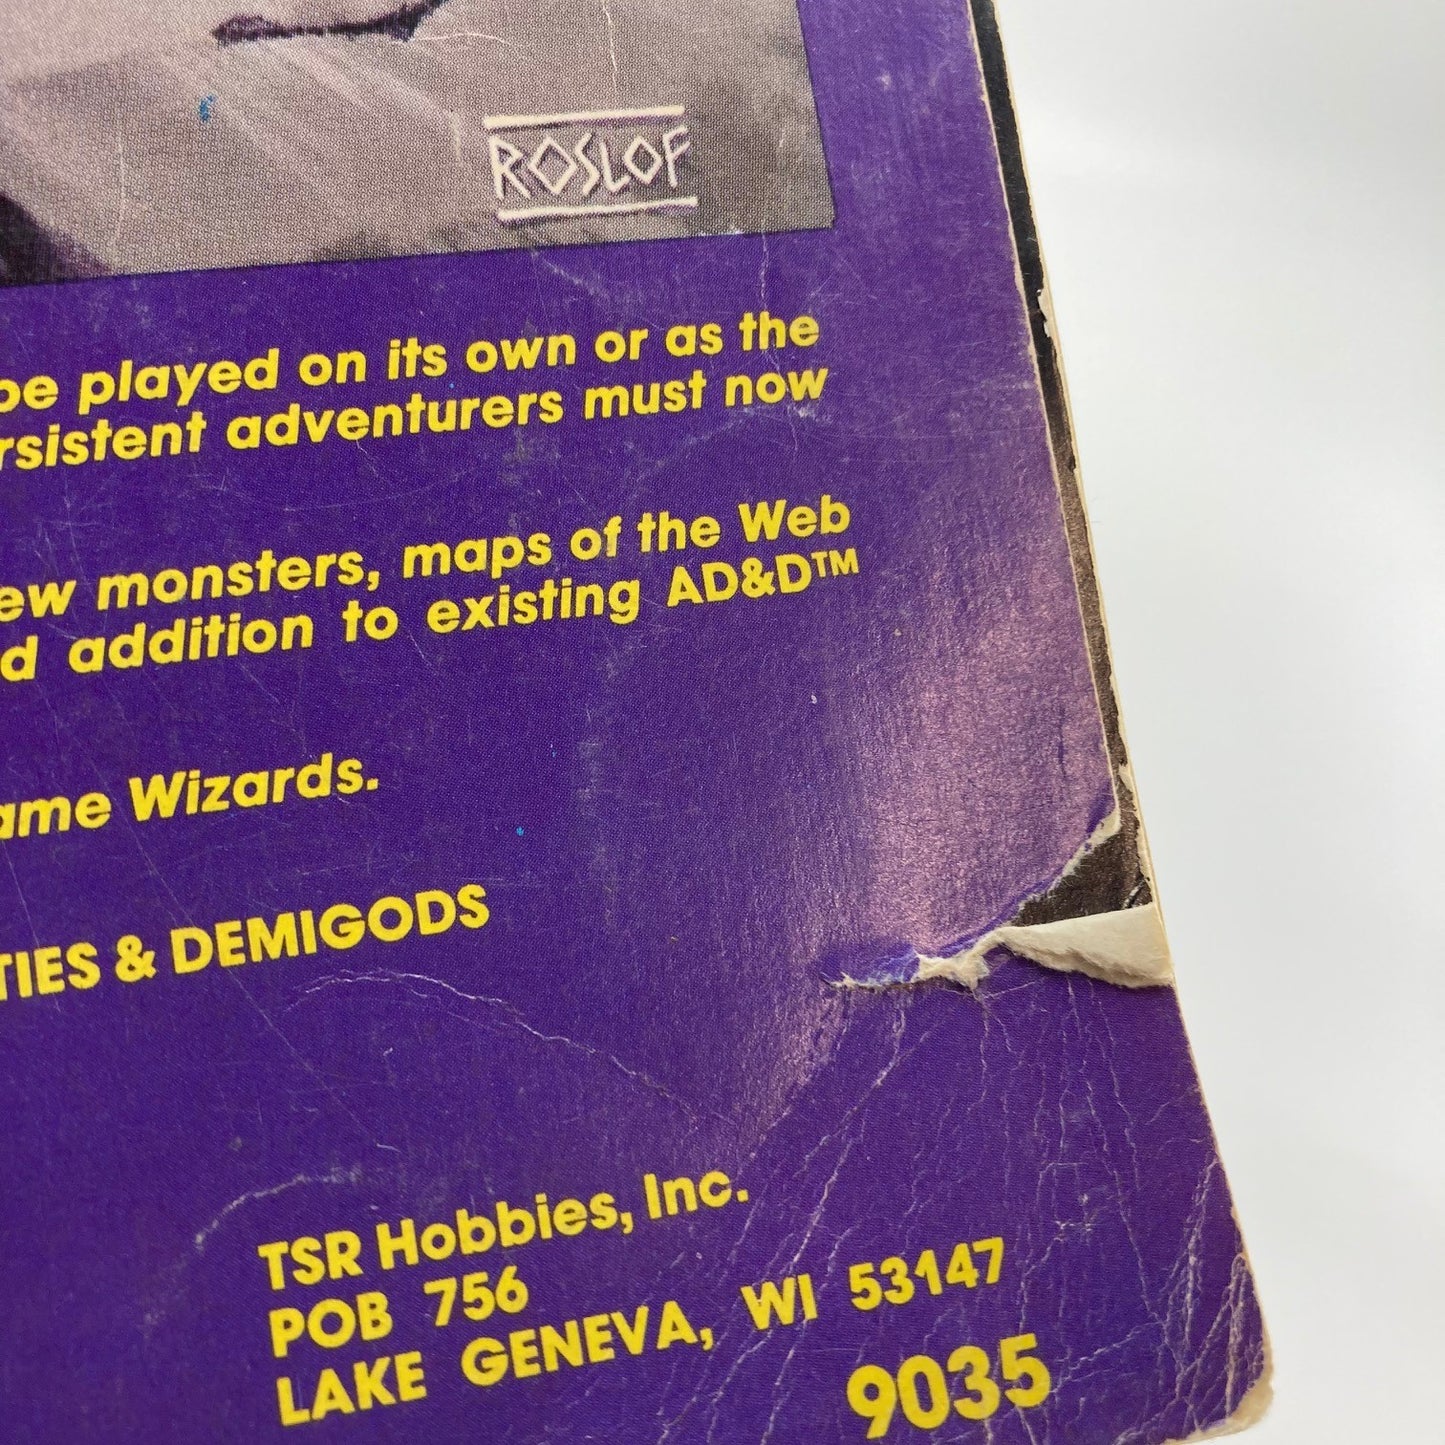 ROSLOF
be played on its own or as the
rsistent adventurers must now
ew monsters, maps of the Web
d addition to existing AD&D™
ame Wizards.
TIES & DEMIGODS
TSR Hobbies, Inc.
POB 756
LAKE GENEVA, WI 53147
9035